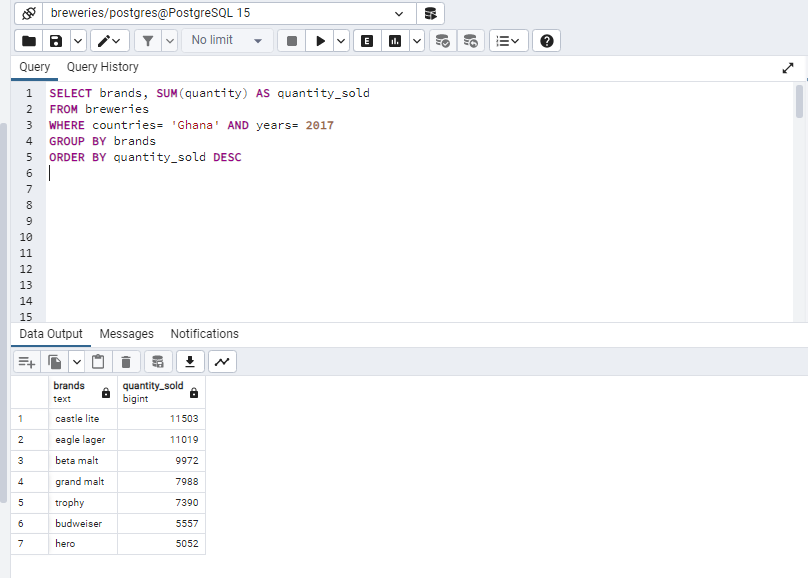 breweries/postgres@PostgreSQL 15
No limit
E
Query Query History
1 SELECT brands, SUM(quantity) AS quantity_sold
2 FROM breweries
3 WHERE countries= 'Ghana' AND years= 2017
4 GROUP BY brands
5 ORDER BY quantity_sold DESC
6
7
8
9
10
11
12
13
14
15
Data Output Messages Notifications
brands quantity_sold
text bigint
1 castle lite 11503
2 eagle lager 11019
3 beta malt 9972
4 grand malt 7988
5 trophy 7390
6 budweiser 5557
7 hero 5052